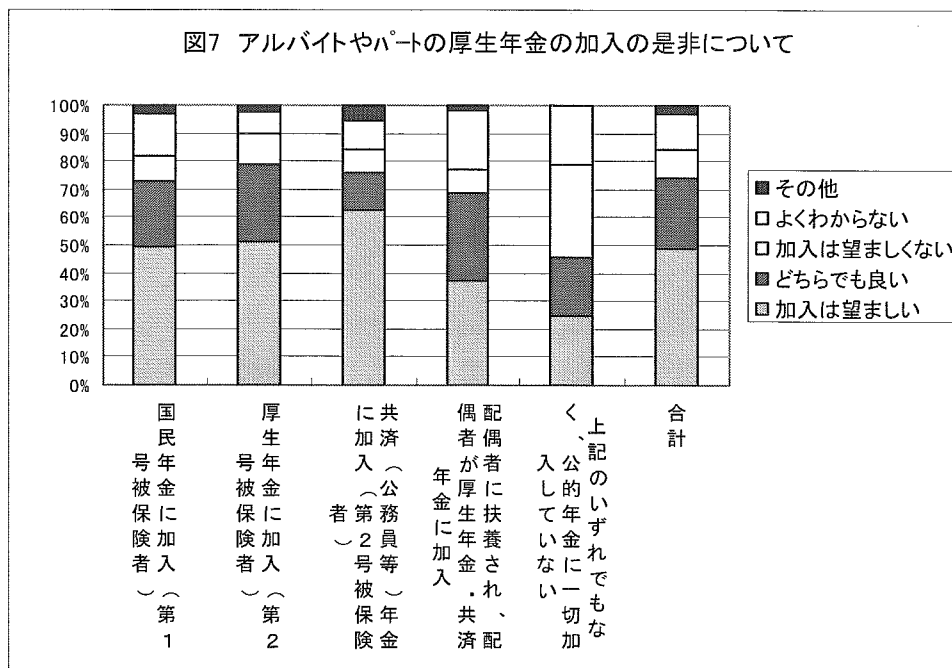 図7 アルバイトやパートの厚生年金の加入の是非について
100%
90%
80%
70%
60%
50%
40%
30%
20%
10%
0%
その他
よくわからない
加入は望ましくない
どちらでも良い
加入は望ましい
国民年金に加入(第1
号被保険者)
厚生年金に加入(第2
号被保険者)
共済(公務員等)年金
に加入(第2号被保険
者)
配偶者に扶養され、配
偶者が厚生年金・共済
年金に加入
上記のいずれでもな
く、公的年金に一切加
入していない
合計